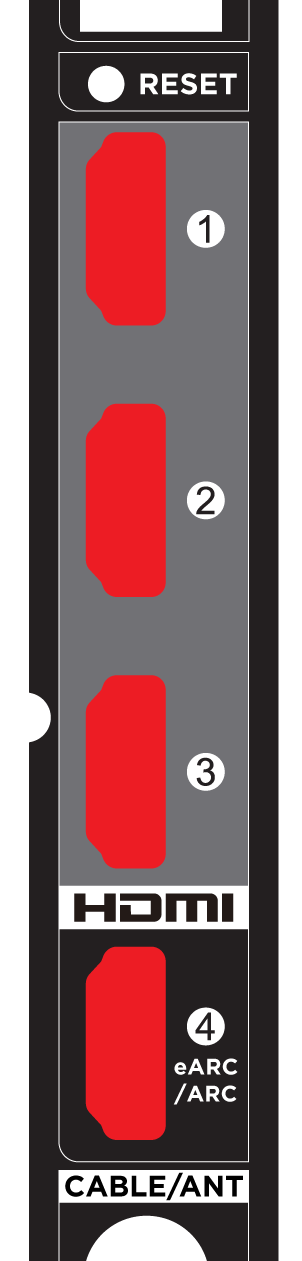 RESET
1
2
3
HDMI
4
eARC
/ARC
CABLE/ANT